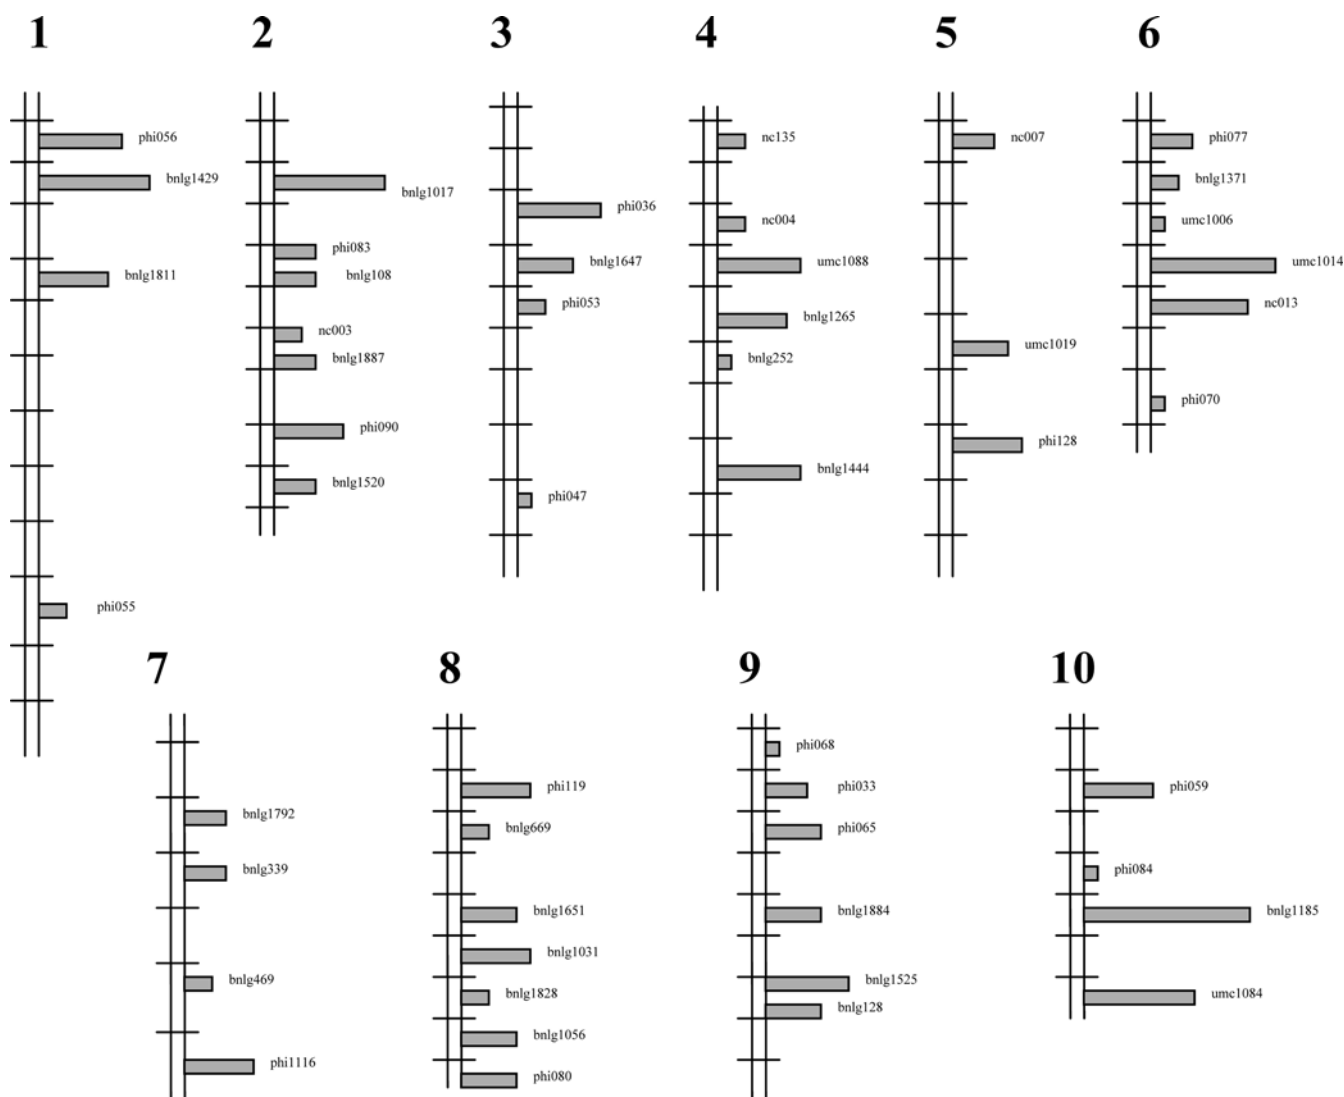 1
2
3
4
5
6
phi056
bnlg1429
bnlg1811
phi055
bnlg1017
phi083
bnlg108
nc003
bnlg1887
phi090
bnlg1520
phi036
bnlg1647
phi053
phi047
nc135
nc004
umc1088
bnlg1265
bnlg252
bnlg1444
nc007
umc1019
phi128
phi077
bnlg1371
umc1006
umc1014
nc013
phi070
7
8
9
10
bnlg1792
bnlg339
bnlg469
phi1116
phi119
bnlg669
bnlg1651
bnlg1031
bnlg1828
bnlg1056
phi080
phi068
phi033
phi065
bnlg1884
bnlg1525
bnlg128
phi059
phi084
bnlg1185
umc1084